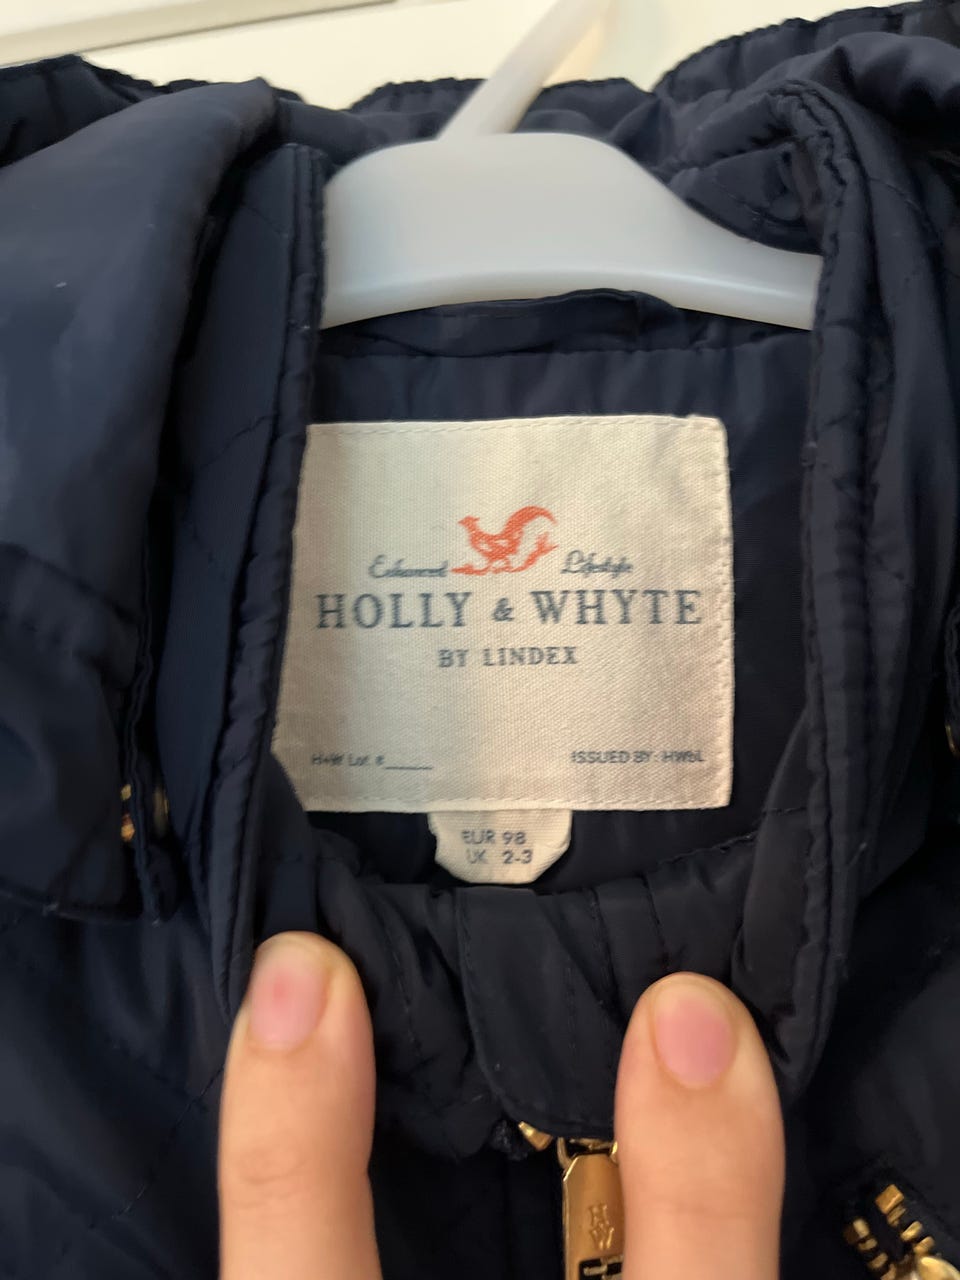 Enhanced Lifestyle
HOLLY & WHYTE
BY LINDEX
H+W Lot. #
ISSUED BY: HWbL
EUR 98
UK 2-3
H
W